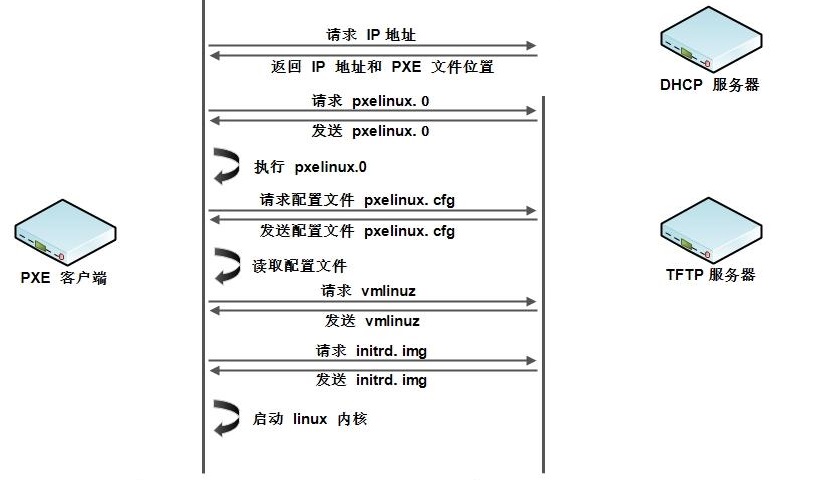 请求 IP 地址
返回 IP 地址和 PXE 文件位置
DHCP 服务器
请求 pxelinux. 0
发送 pxelinux. 0
执行 pxelinux.0
请求配置文件 pxelinux. cfg
发送配置文件 pxelinux. cfg
PXE 客户端
读取配置文件
TFTP 服务器
请求 vmlinuz
发送 vmlinuz
请求 initrd. img
发送 initrd. img
启动 linux 内核